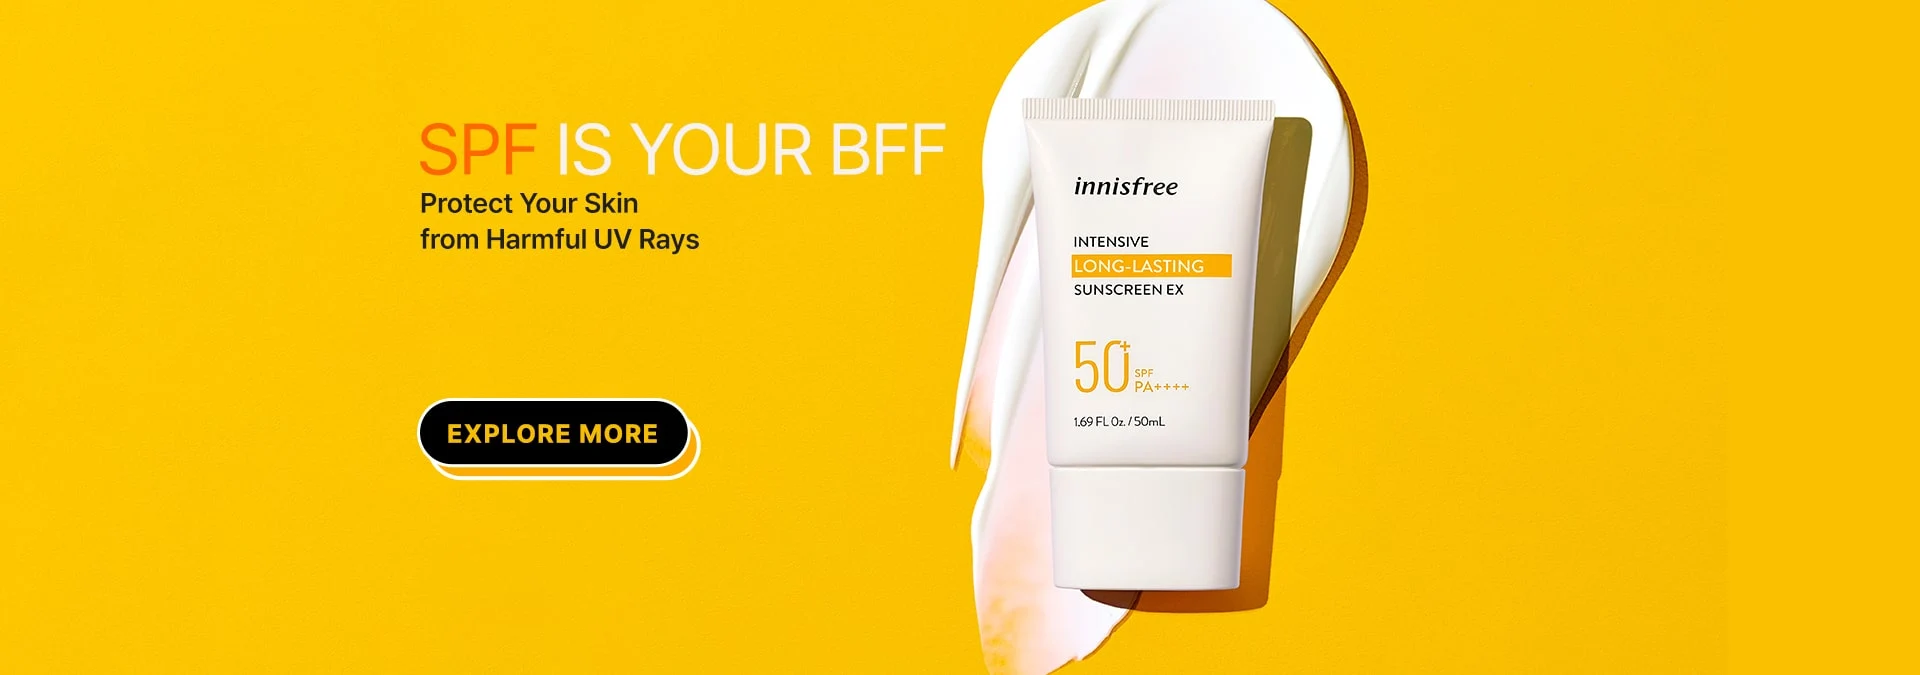 SPF IS YOUR BFF
Protect Your Skin
from Harmful UV Rays
EXPLORE MORE
innisfree
INTENSIVE
LONG-LASTING
SUNSCREEN EX
50+ SPF
PA++++
1.69 FL Oz. / 50mL